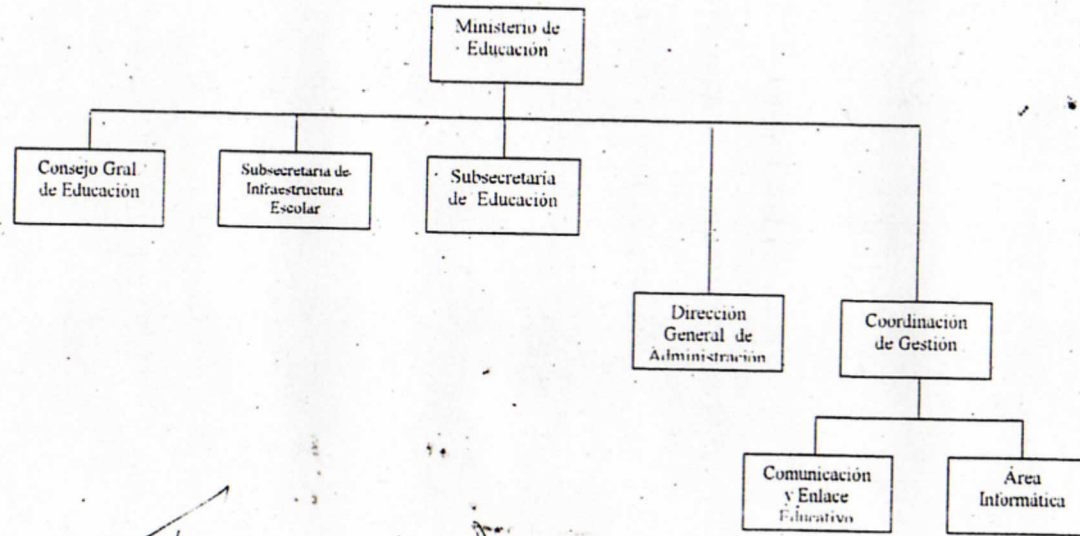 Ministerio de
Educación
Consejo Gral.
de Educación
Subsecretaria de
Infraestructura
Escolar
Subsecretaría
de Educación
Dirección
General de
Administración
Coordinación
de Gestión
Comunicación
y Enlace
Educativo
Área
Informática